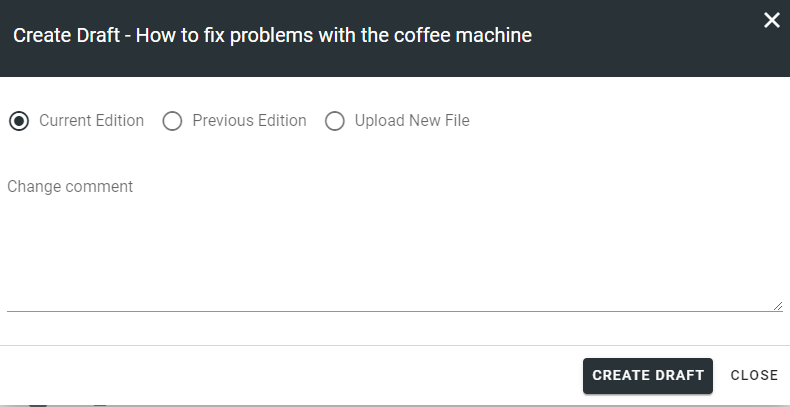 Create Draft - How to fix problems with the coffee machine
Current Edition Previous Edition Upload New File
Change comment
CREATE DRAFT CLOSE